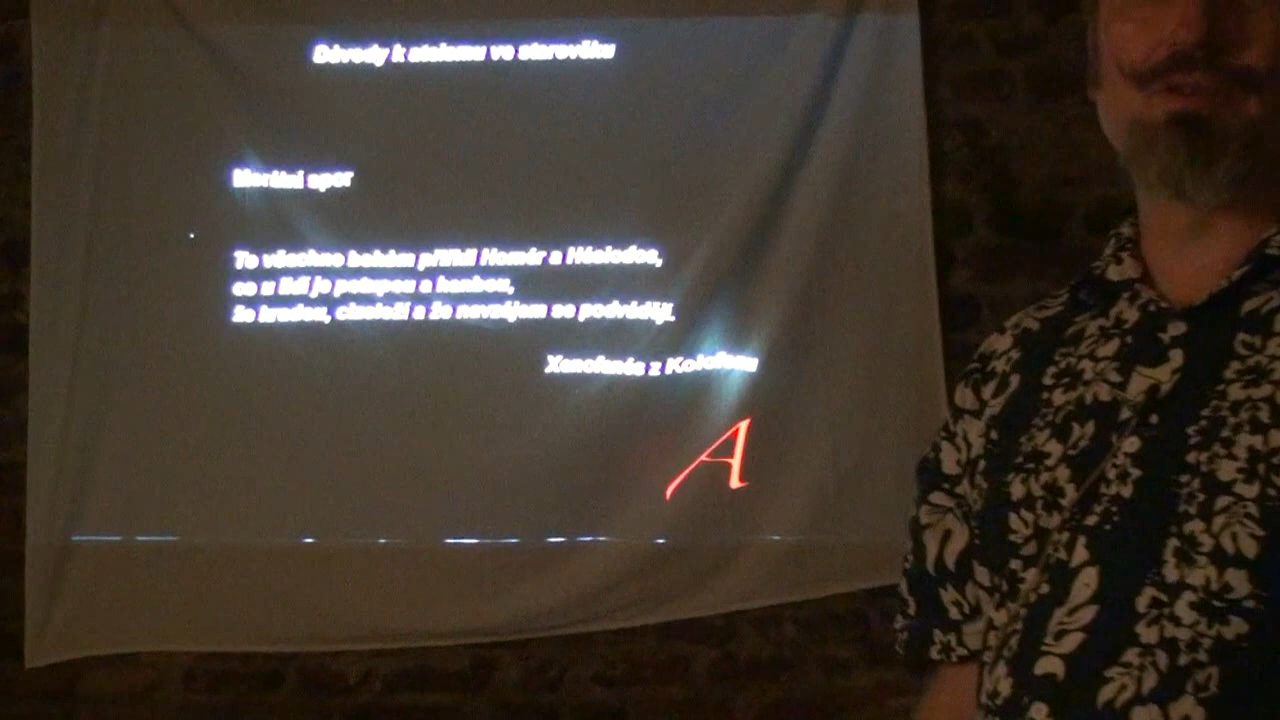 Důvody k ateismu ve starověku
Morální spor
To všechno bohům přiřkli Homér a Hésiodos,
co u lidí je potupou a hanbou,
že kradou, cizoloží a že navzájem se podvádějí.
Xenofanés z Kolofonu
A